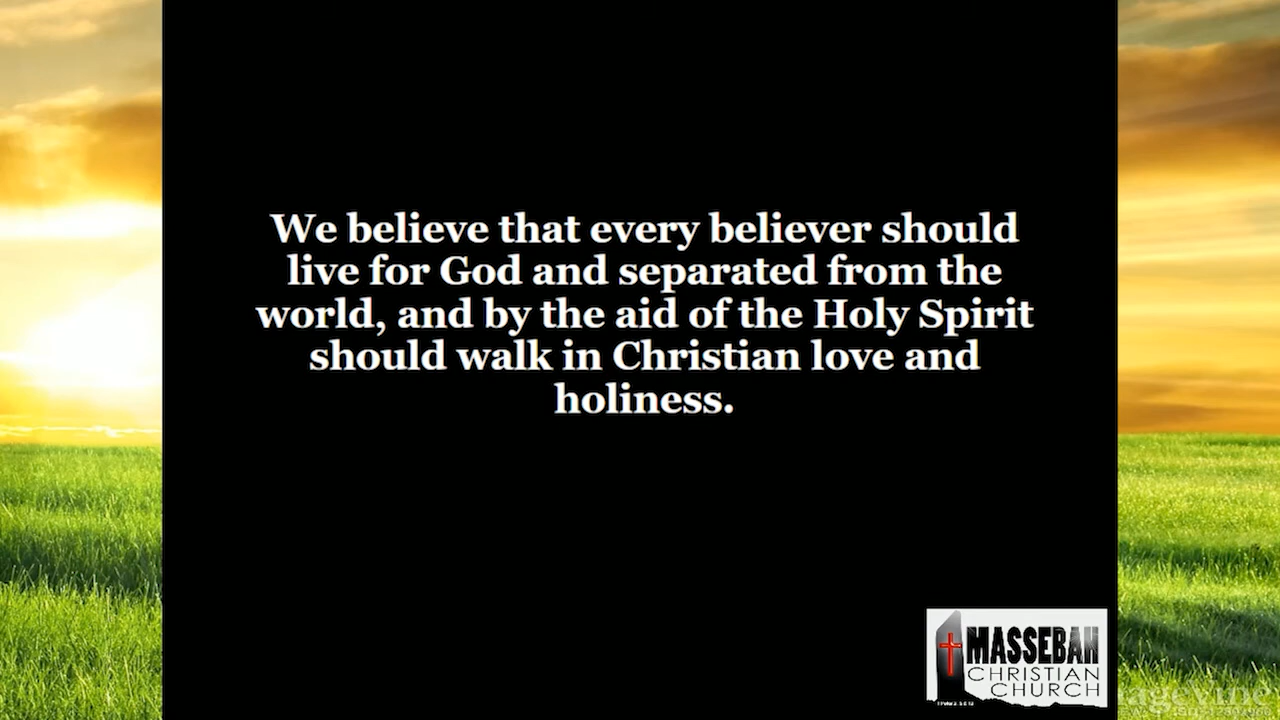 We believe that every believer should
live for God and separated from the
world, and by the aid of the Holy Spirit
should walk in Christian love and
holiness.
MASSEBAH
CHRISTIAN
CHURCH